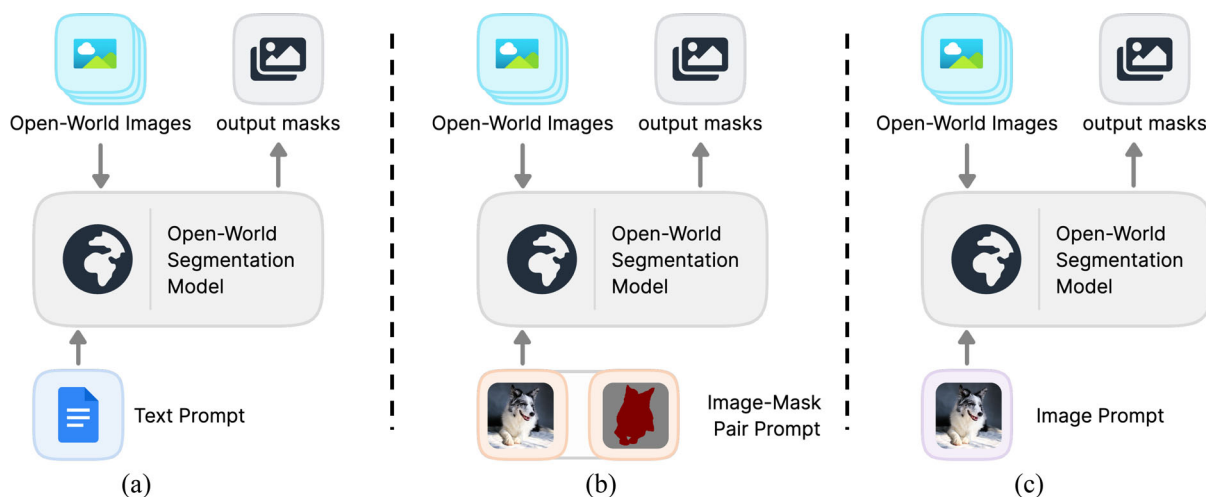 Open-World Images
output masks
Open-World
Segmentation
Model
Text Prompt
(a)
Open-World Images
output masks
Open-World
Segmentation
Model
Image-Mask
Pair Prompt
(b)
Open-World Images
output masks
Open-World
Segmentation
Model
Image Prompt
(c)